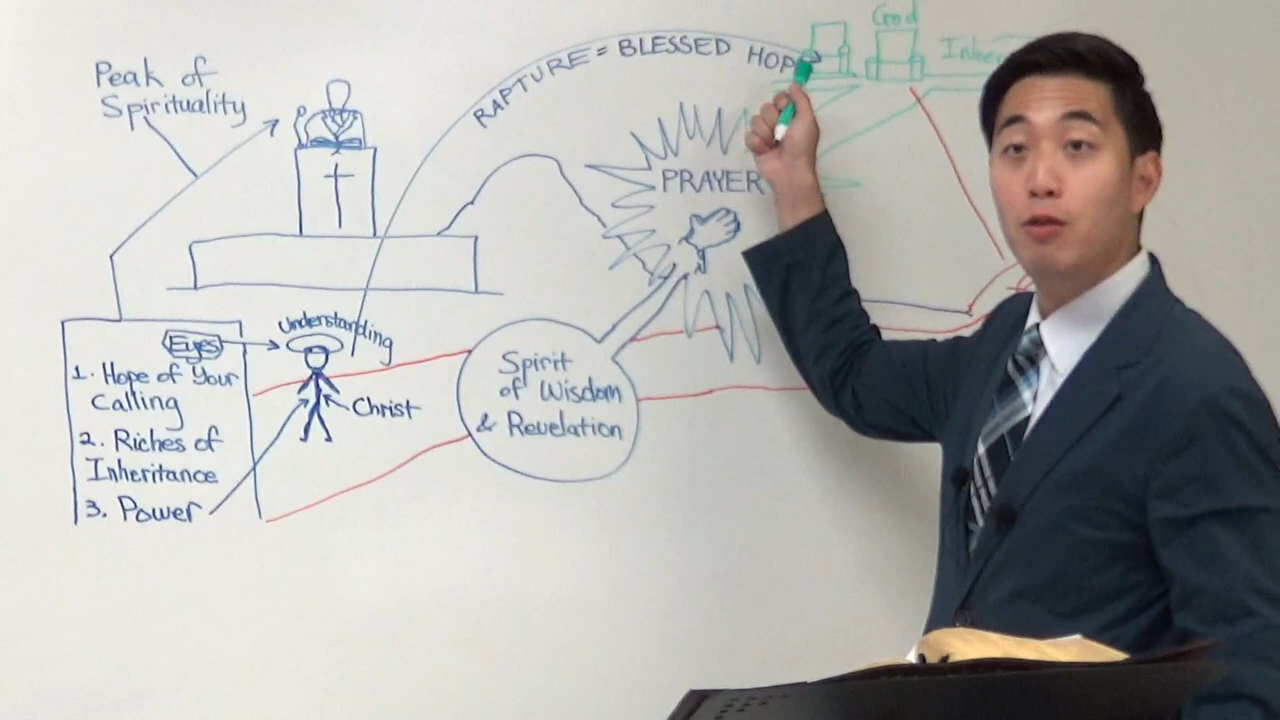 Peak of
Spirituality
RAPTURE = BLESSED HOP
God
PRAYER
Eyes
Understanding
1. Hope of Your
Calling
2. Riches of
Inheritance
3. Power
Christ
Spirit
of Wisdom
& Revelation